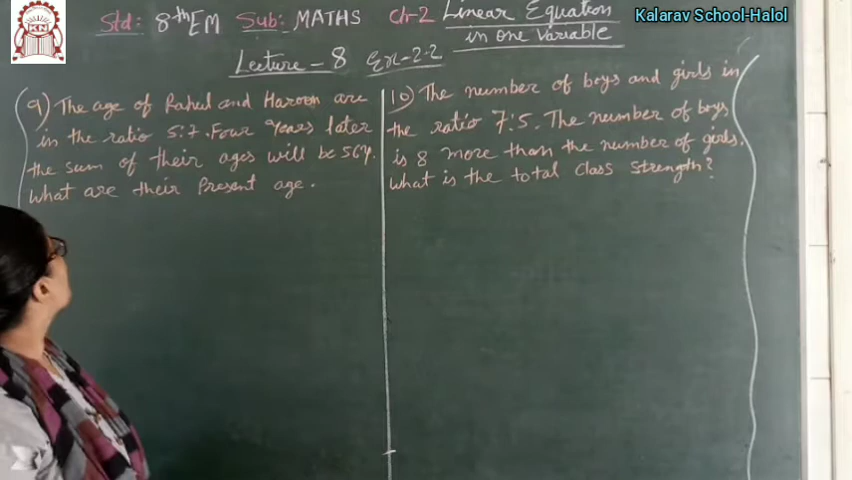 Std: 8th EM Sub: MATHS Ch-2 Linear Equation
in one Variable
Kalarav School-Halol
KN
Lecture - 8 Ex-2.2
9) The age of Rahul and Haroon are
in the ratio 5:7. Four years later
the sum of their ages will be 56y.
What are their Present age.
10) The number of boys and girls in
the ratio 7:5. The number of boys
is 8 more than the number of girls.
What is the total Class Strength?